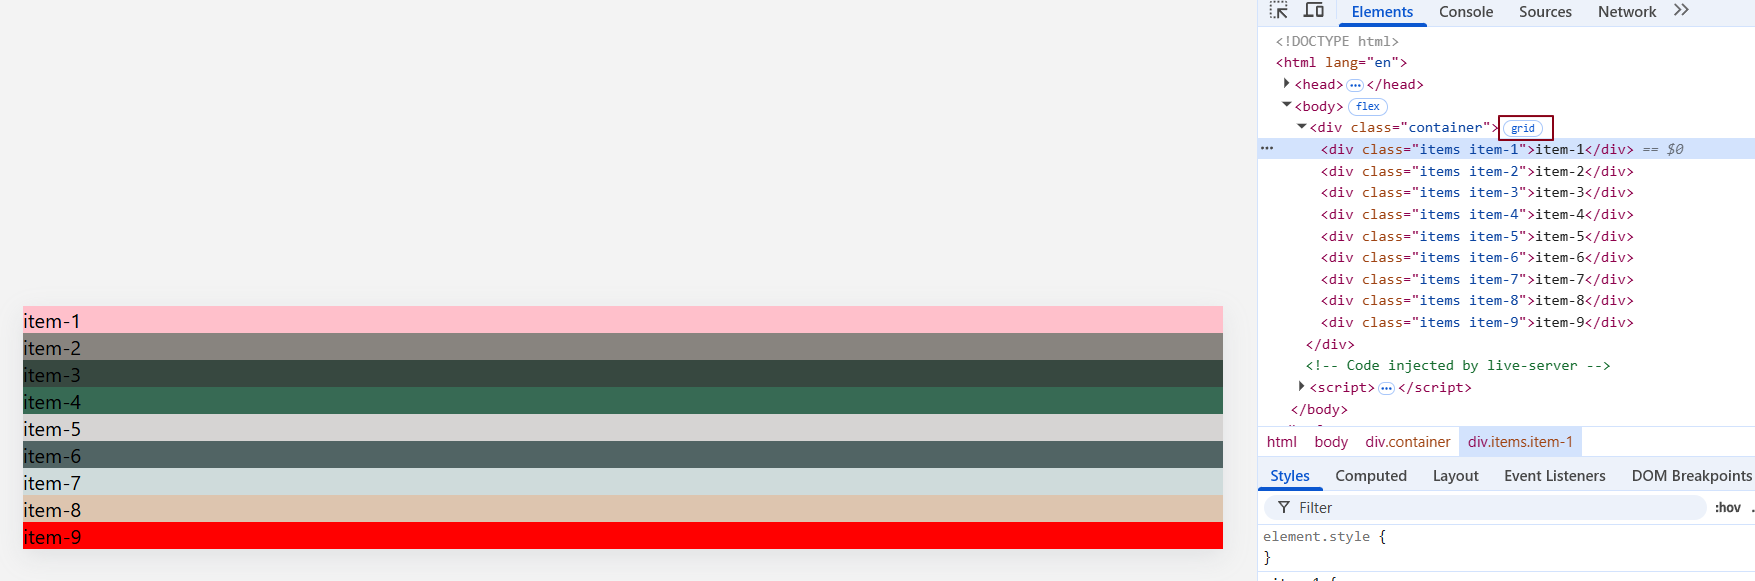 item-1
item-2
item-3
item-4
item-5
item-6
item-7
item-8
item-9
Elements Console Sources Network
<!DOCTYPE html>
<html lang="en">
<head> … </head>
<body> flex
<div class="container"> grid
<div class="items item-1">item-1</div> == $0
<div class="items item-2">item-2</div>
<div class="items item-3">item-3</div>
<div class="items item-4">item-4</div>
<div class="items item-5">item-5</div>
<div class="items item-6">item-6</div>
<div class="items item-7">item-7</div>
<div class="items item-8">item-8</div>
<div class="items item-9">item-9</div>
</div>
<!-- Code injected by live-server -->
<script> … </script>
</body>
html body div.container div.items.item-1
Styles Computed Layout Event Listeners DOM Breakpoints
Filter :hov .
element.style {
}